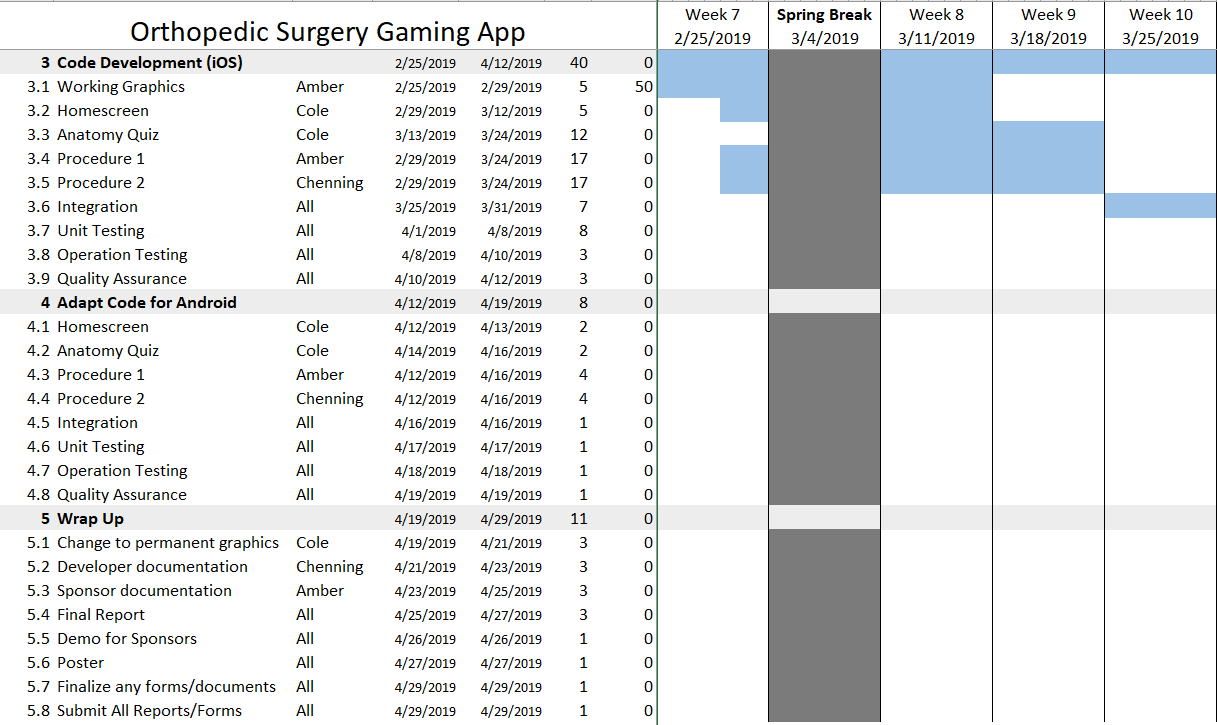 Orthopedic Surgery Gaming App
Week 7 Spring Break Week 8 Week 9 Week 10
2/25/2019 3/4/2019 3/11/2019 3/18/2019 3/25/2019
3 Code Development (iOS) 2/25/2019 4/12/2019 40 0
3.1 Working Graphics Amber 2/25/2019 2/29/2019 5 50
3.2 Homescreen Cole 2/29/2019 3/12/2019 5 0
3.3 Anatomy Quiz Cole 3/13/2019 3/24/2019 12 0
3.4 Procedure 1 Amber 2/29/2019 3/24/2019 17 0
3.5 Procedure 2 Chenning 2/29/2019 3/24/2019 17 0
3.6 Integration All 3/25/2019 3/31/2019 7 0
3.7 Unit Testing All 4/1/2019 4/8/2019 8 0
3.8 Operation Testing All 4/8/2019 4/10/2019 3 0
3.9 Quality Assurance All 4/10/2019 4/12/2019 3 0
4 Adapt Code for Android 4/12/2019 4/19/2019 8 0
4.1 Homescreen Cole 4/12/2019 4/13/2019 2 0
4.2 Anatomy Quiz Cole 4/14/2019 4/16/2019 2 0
4.3 Procedure 1 Amber 4/12/2019 4/16/2019 4 0
4.4 Procedure 2 Chenning 4/12/2019 4/16/2019 4 0
4.5 Integration All 4/16/2019 4/16/2019 1 0
4.6 Unit Testing All 4/17/2019 4/17/2019 1 0
4.7 Operation Testing All 4/18/2019 4/18/2019 1 0
4.8 Quality Assurance All 4/19/2019 4/19/2019 1 0
5 Wrap Up 4/19/2019 4/29/2019 11 0
5.1 Change to permanent graphics Cole 4/19/2019 4/21/2019 3 0
5.2 Developer documentation Chenning 4/21/2019 4/23/2019 3 0
5.3 Sponsor documentation Amber 4/23/2019 4/25/2019 3 0
5.4 Final Report All 4/25/2019 4/27/2019 3 0
5.5 Demo for Sponsors All 4/26/2019 4/26/2019 1 0
5.6 Poster All 4/27/2019 4/27/2019 1 0
5.7 Finalize any forms/documents All 4/29/2019 4/29/2019 1 0
5.8 Submit All Reports/Forms All 4/29/2019 4/29/2019 1 0